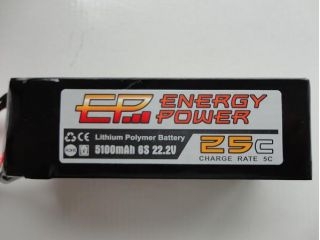 EP ENERGY
POWER
CE
Lithium Polymer Battery
5100mAh 6S 22.2V
25C
CHARGE RATE 5C